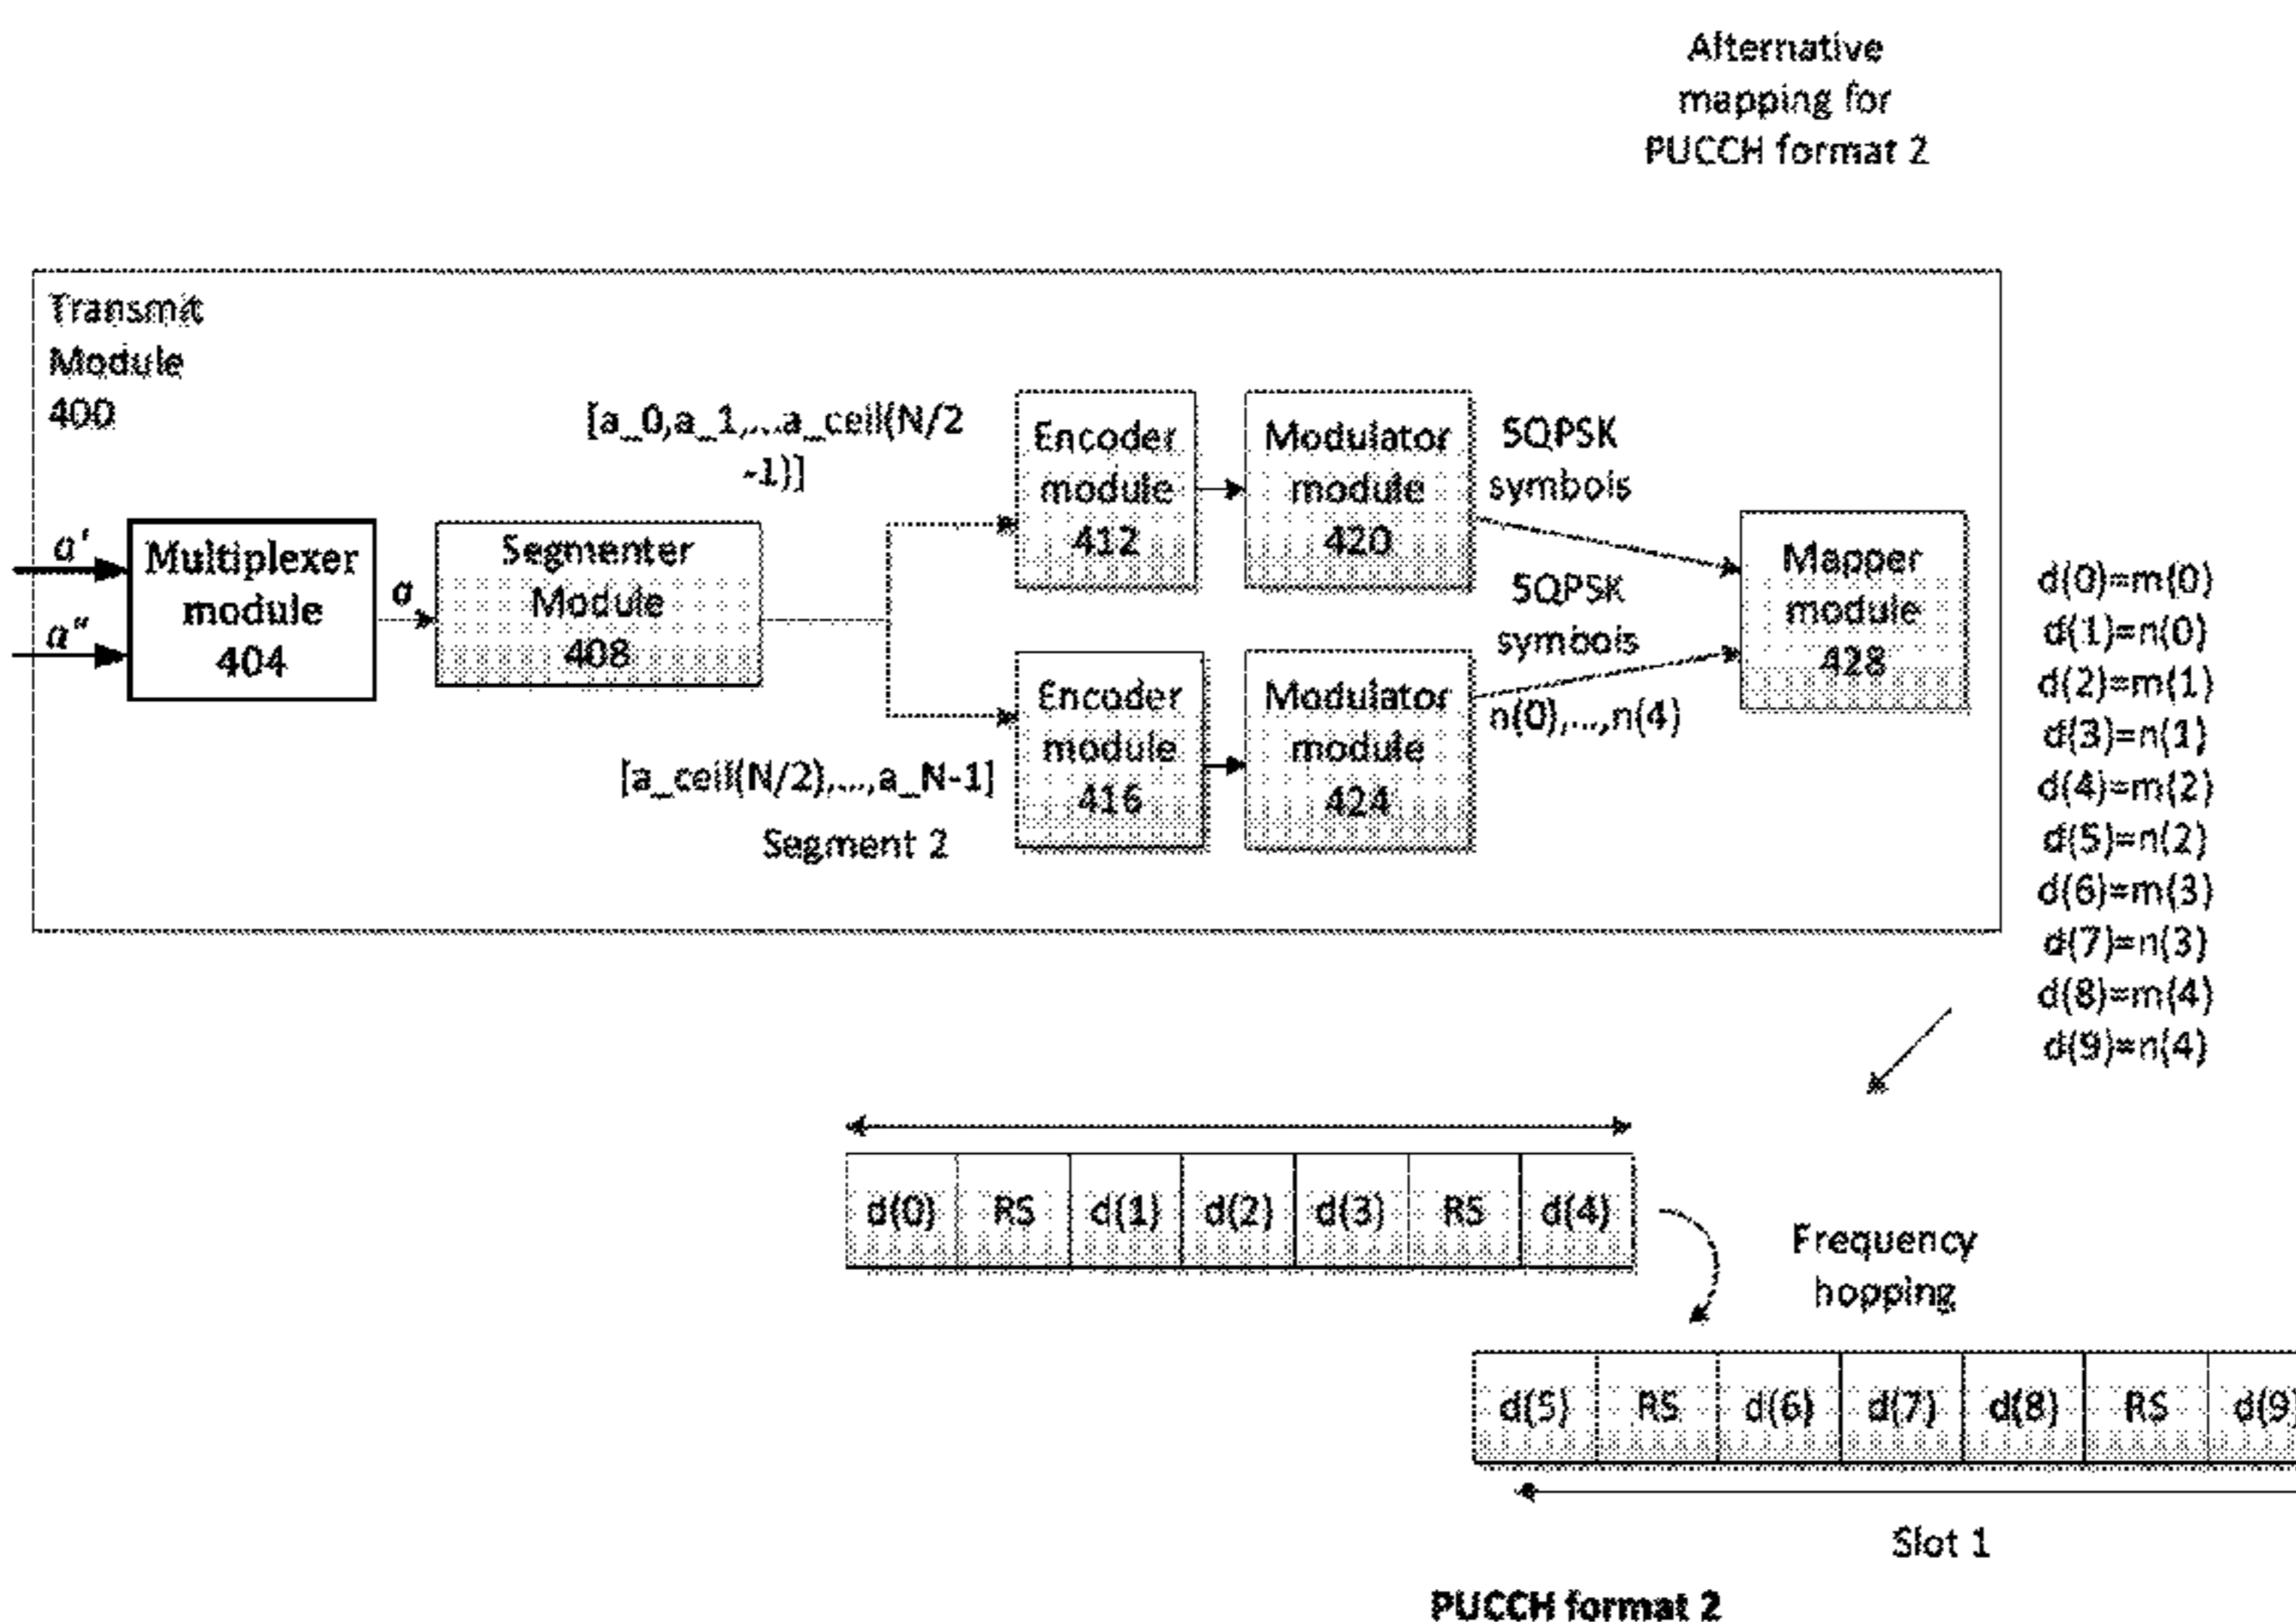 Alternative
mapping for
PUCCH format 2
Transmit
Module
400
[a_0,a_1,...a_ceil(N/2
-1)]
Encoder
module
412
Modulator
module
420
5QPSK
symbols
a'
a"
Multiplexer
module
404
a
Segmenter
Module
408
5QPSK
symbols
n(0),...,n(4)
Mapper
module
428
[a_ceil(N/2),...,a_N-1]
Segment 2
Encoder
module
416
Modulator
module
424
d(0)=m(0)
d(1)=n(0)
d(2)=m(1)
d(3)=n(1)
d(4)=m(2)
d(5)=n(2)
d(6)=m(3)
d(7)=n(3)
d(8)=m(4)
d(9)=n(4)
d(0) RS d(1) d(2) d(3) RS d(4)
Frequency
hopping
d(5) RS d(6) d(7) d(8) RS d(9)
Slot 1
PUCCH format 2